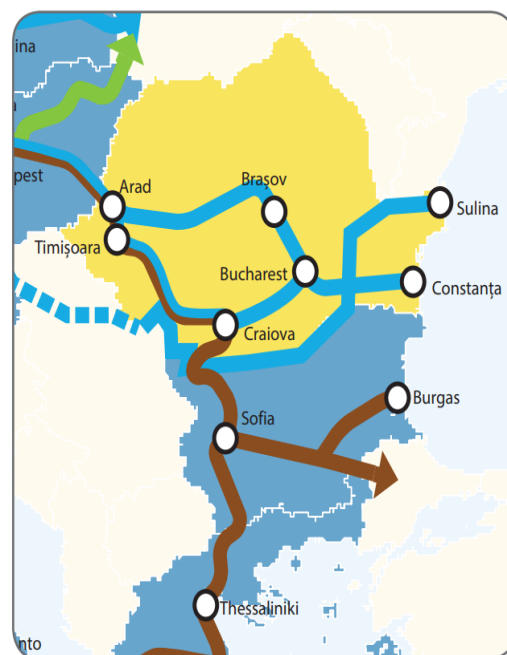 ina
a
pest
Arad
Brașov
Sulina
Timișoara
Bucharest
Constanța
Craiova
Burgas
Sofia
Thessaliniki
nto